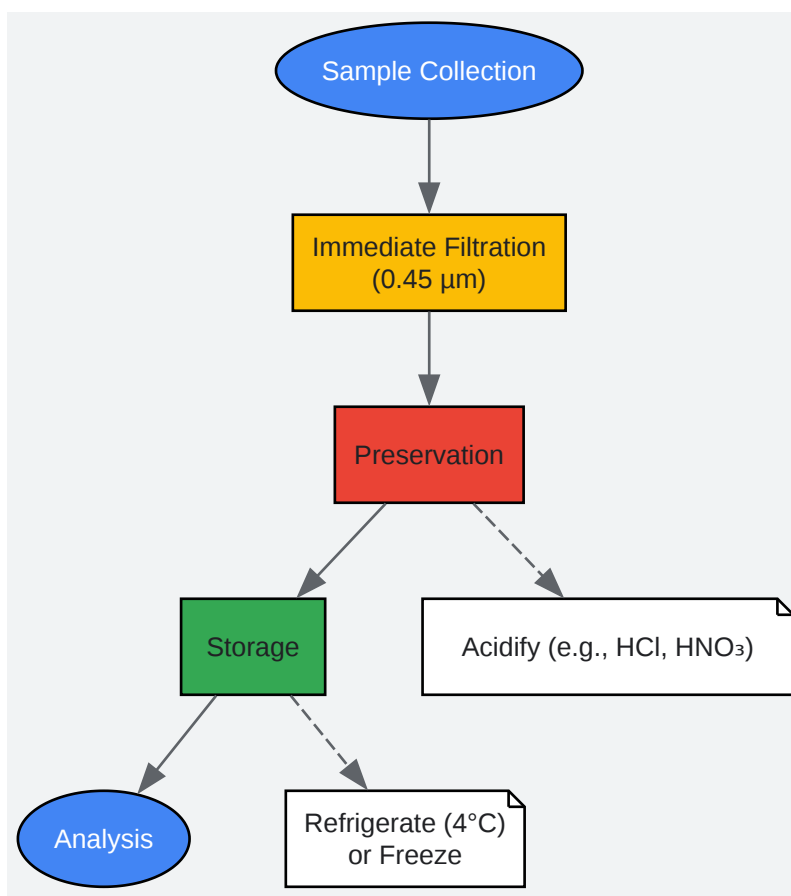 Sample Collection
Immediate Filtration
(0.45 µm)
Preservation
Storage
Acidify (e.g., HCl, HNO₃)
Analysis
Refrigerate (4°C)
or Freeze